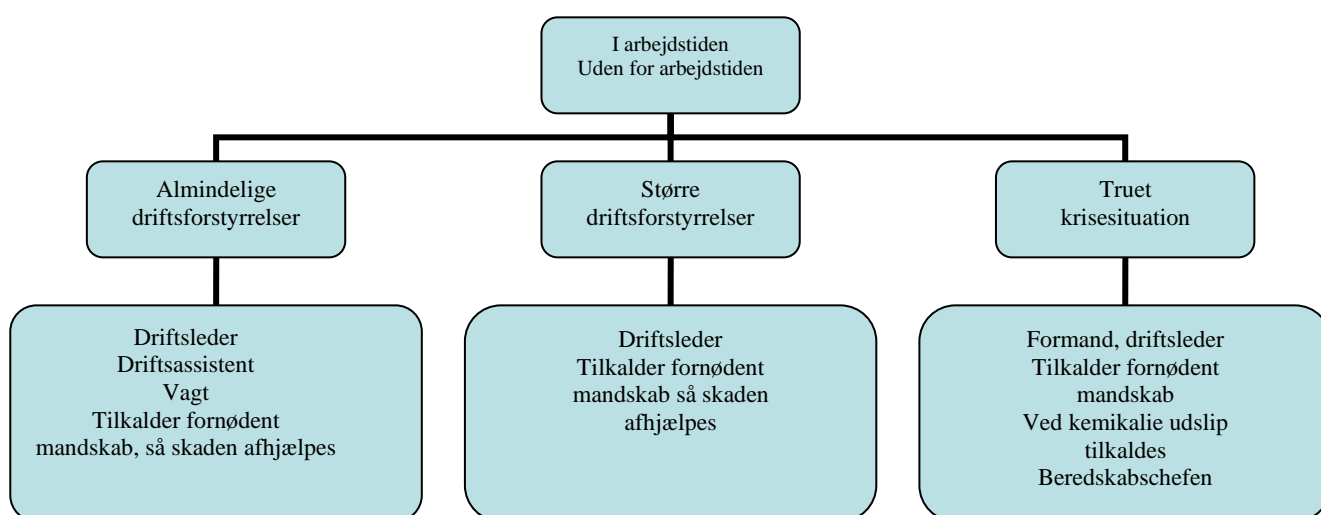 I arbejdstiden
Uden for arbejdstiden
Almindelige
driftsforstyrrelser
Større
driftsforstyrrelser
Truet
krisesituation
Driftsleder
Driftsassistent
Vagt
Tilkalder fornødent
mandskab, så skaden afhjælpes
Driftsleder
Tilkalder fornødent
mandskab så skaden
afhjælpes
Formand, driftsleder
Tilkalder fornødent
mandskab
Ved kemikalie udslip
tilkaldes
Beredskabschefen